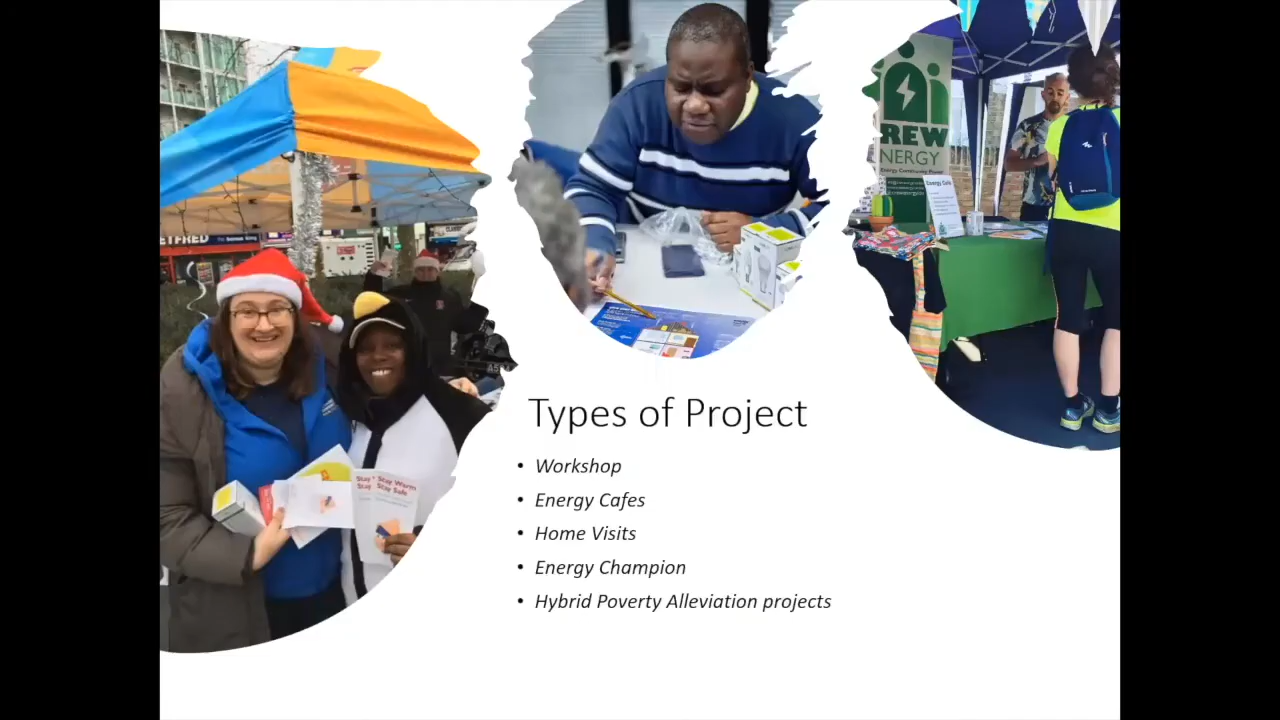 ETFRED
REW
NERGY
Energy Cafe
Stay Warm
Stay Safe
Types of Project
• Workshop
• Energy Cafes
• Home Visits
• Energy Champion
• Hybrid Poverty Alleviation projects